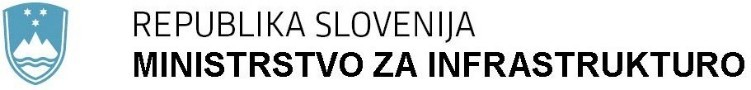 REPUBLIKA SLOVENIJA
MINISTRSTVO ZA INFRASTRUKTURO